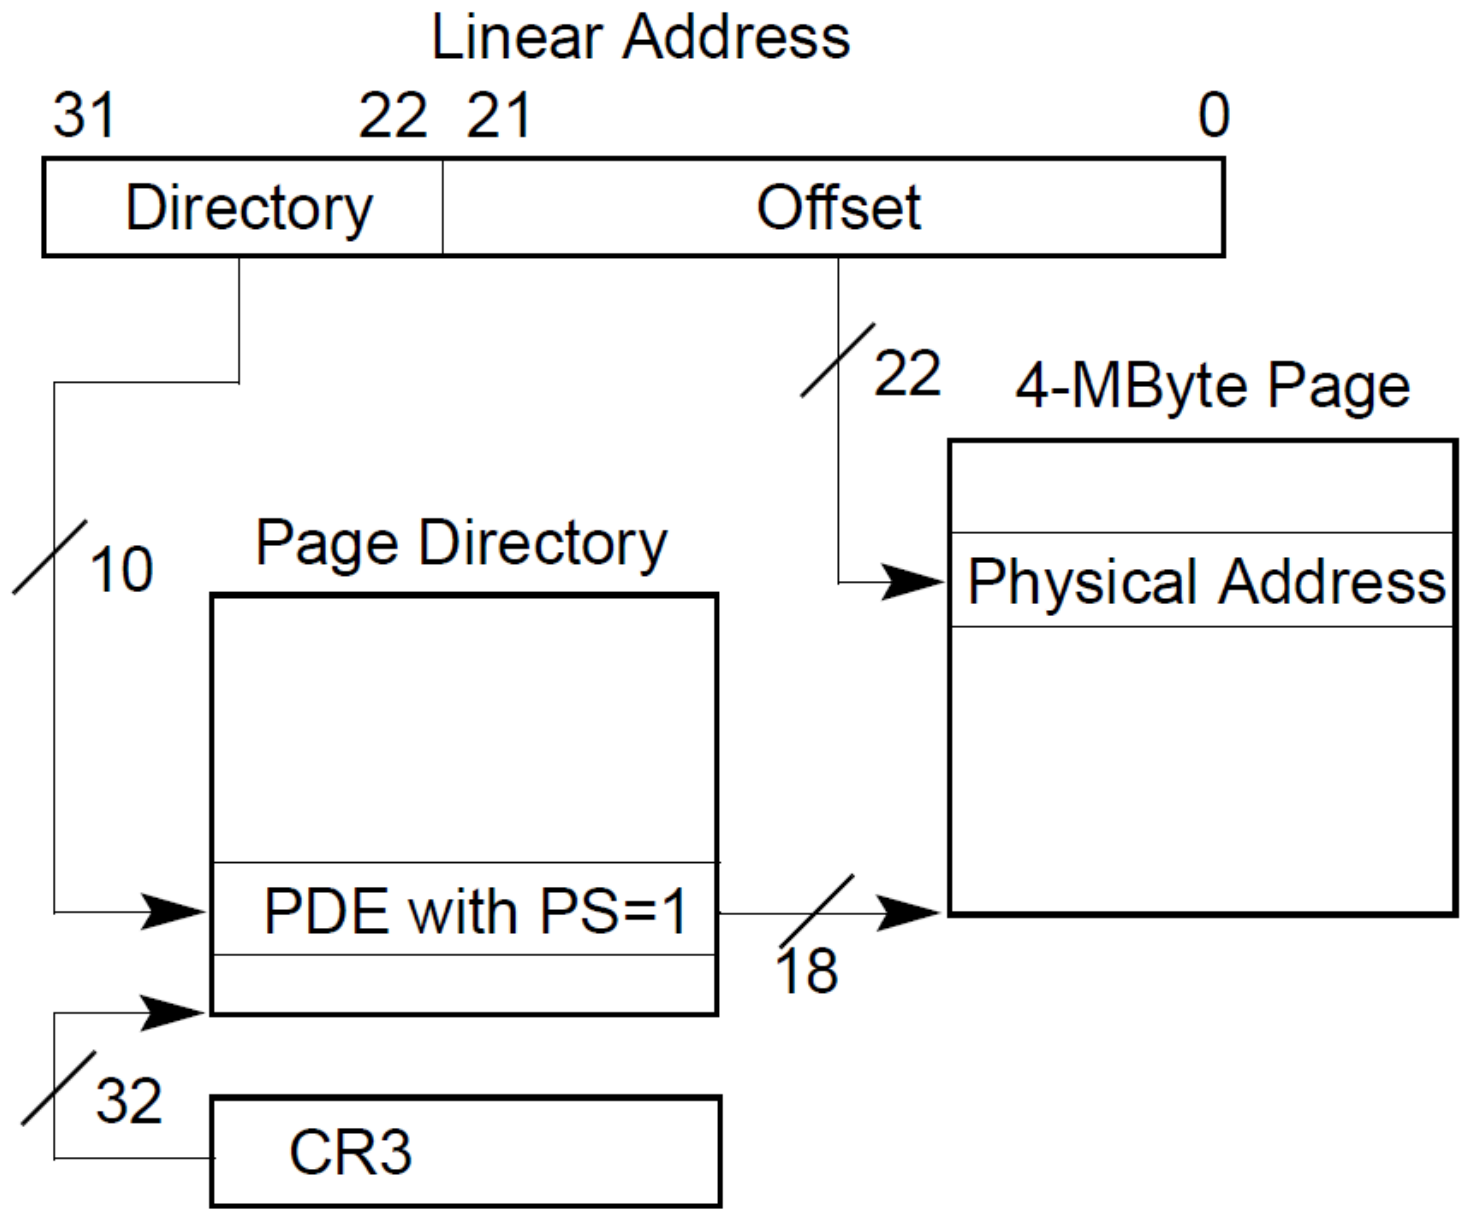 Linear Address
31 22 21 0
Directory Offset
22
4-MByte Page
10
Page Directory
Physical Address
PDE with PS=1
18
32
CR3